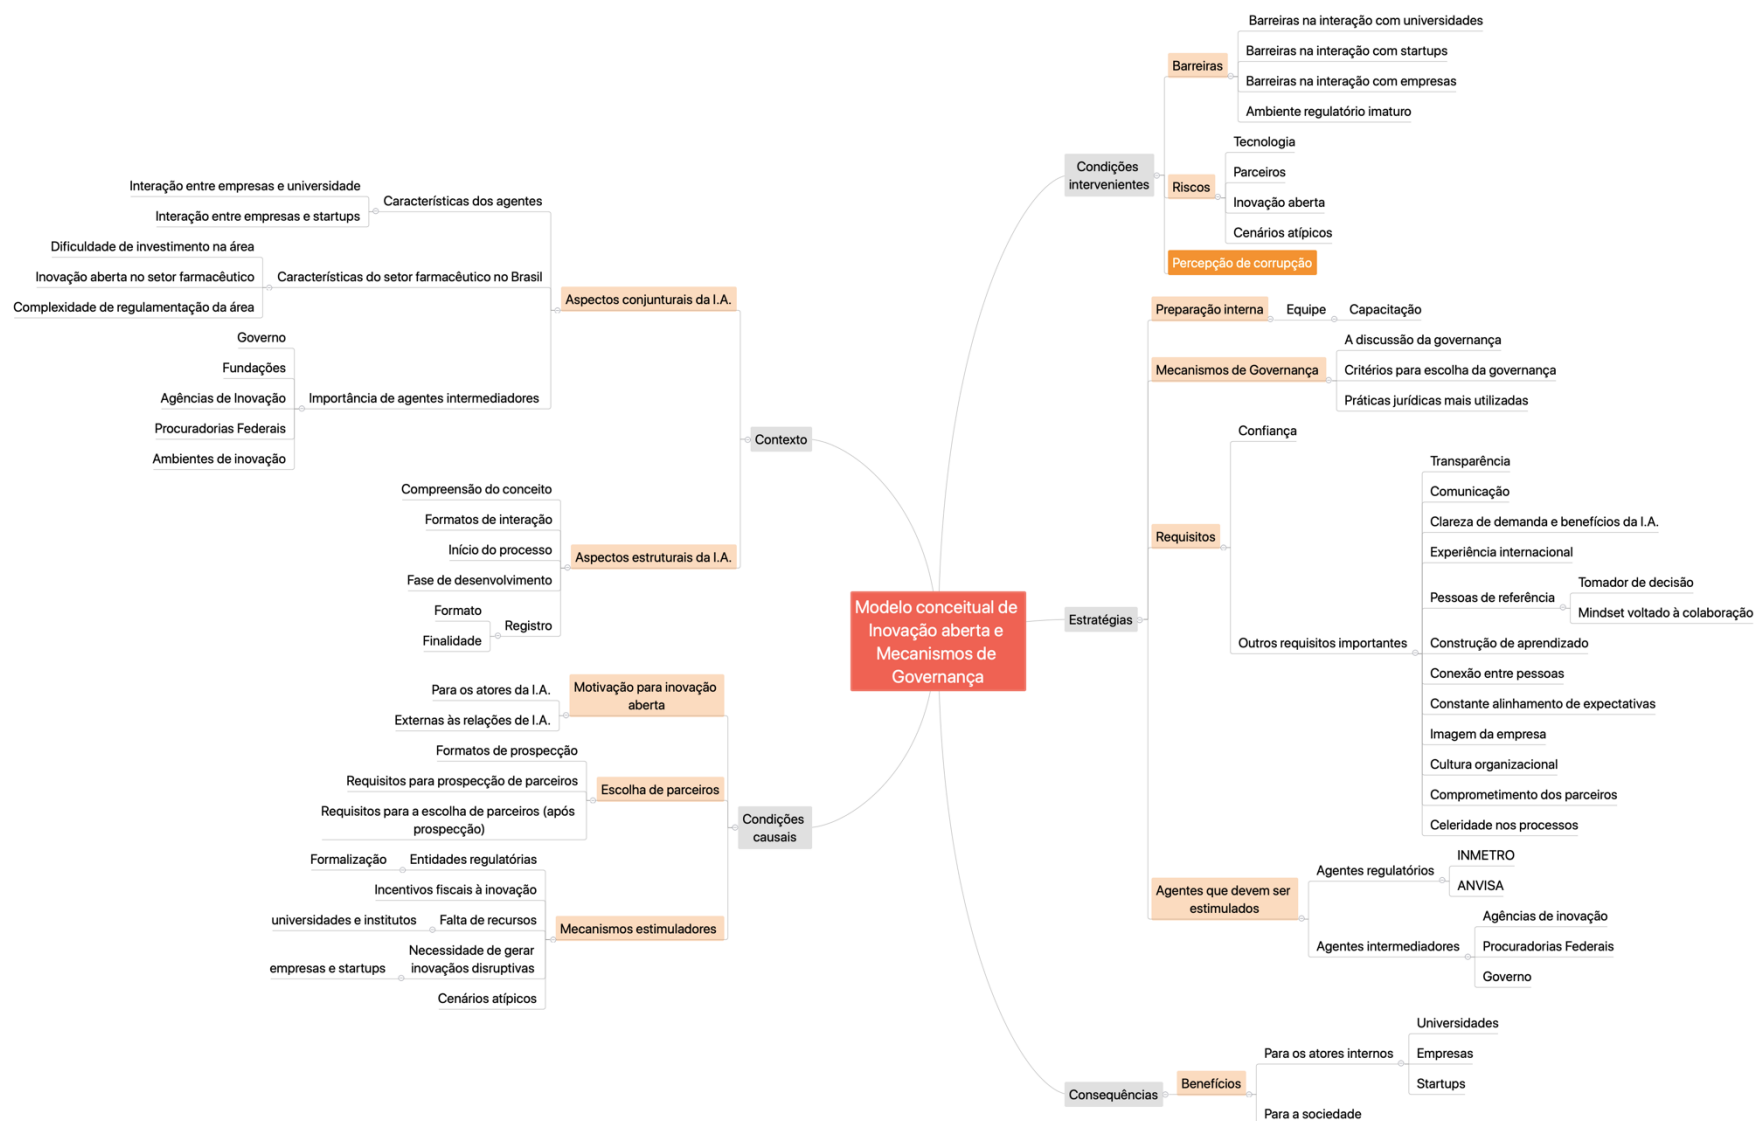 Modelo conceitual de
Inovação aberta e
Mecanismos de
Governança
Condições
intervenientes
Barreiras
Barreiras na interação com universidades
Barreiras na interação com startups
Barreiras na interação com empresas
Ambiente regulatório imaturo
Riscos
Tecnologia
Parceiros
Inovação aberta
Cenários atípicos
Percepção de corrupção
Estratégias
Preparação interna
Equipe
Capacitação
Mecanismos de Governança
A discussão da governança
Critérios para escolha da governança
Práticas jurídicas mais utilizadas
Requisitos
Confiança
Outros requisitos importantes
Transparência
Comunicação
Clareza de demanda e benefícios da I.A.
Experiência internacional
Pessoas de referência
Tomador de decisão
Mindset voltado à colaboração
Construção de aprendizado
Conexão entre pessoas
Constante alinhamento de expectativas
Imagem da empresa
Cultura organizacional
Comprometimento dos parceiros
Celeridade nos processos
Agentes que devem ser
estimulados
Agentes regulatórios
INMETRO
ANVISA
Agentes intermediadores
Agências de inovação
Procuradorias Federais
Governo
Consequências
Benefícios
Para os atores internos
Universidades
Empresas
Startups
Para a sociedade
Contexto
Aspectos conjunturais da I.A.
Características dos agentes
Interação entre empresas e universidade
Interação entre empresas e startups
Características do setor farmacêutico no Brasil
Dificuldade de investimento na área
Inovação aberta no setor farmacêutico
Complexidade de regulamentação da área
Importância de agentes intermediadores
Governo
Fundações
Agências de Inovação
Procuradorias Federais
Ambientes de inovação
Aspectos estruturais da I.A.
Compreensão do conceito
Formatos de interação
Início do processo
Fase de desenvolvimento
Registro
Formato
Finalidade
Condições
causais
Motivação para inovação
aberta
Para os atores da I.A.
Externas às relações de I.A.
Escolha de parceiros
Formatos de prospecção
Requisitos para prospecção de parceiros
Requisitos para a escolha de parceiros (após
prospecção)
Mecanismos estimuladores
Entidades regulatórias
Formalização
Incentivos fiscais à inovação
Falta de recursos
universidades e institutos
Necessidade de gerar
inovaçãos disruptivas
empresas e startups
Cenários atípicos